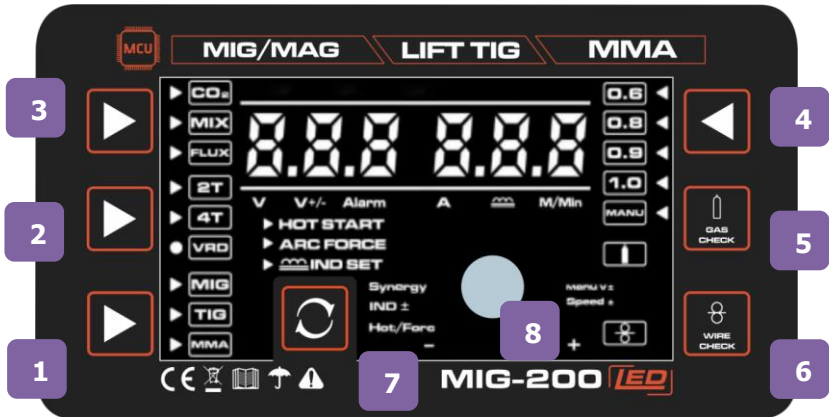 MCU MIG/MAG LIFT TIG MMA
3
CO₂
MIX
FLUX
2T
4T
VRD
MIG
TIG
MMA
2
1
8.8.8 8.8.8
V V+/- Alarm A M/Min
HOT START
ARC FORCE
IND SET
Synergy
IND ±
Hot/Forc
Menu V±
Speed ±
- +
0.6
0.8
0.9
1.0
MANU
4
GAS
CHECK
5
WIRE
CHECK
6
7
8
CE
MIG-200 LED